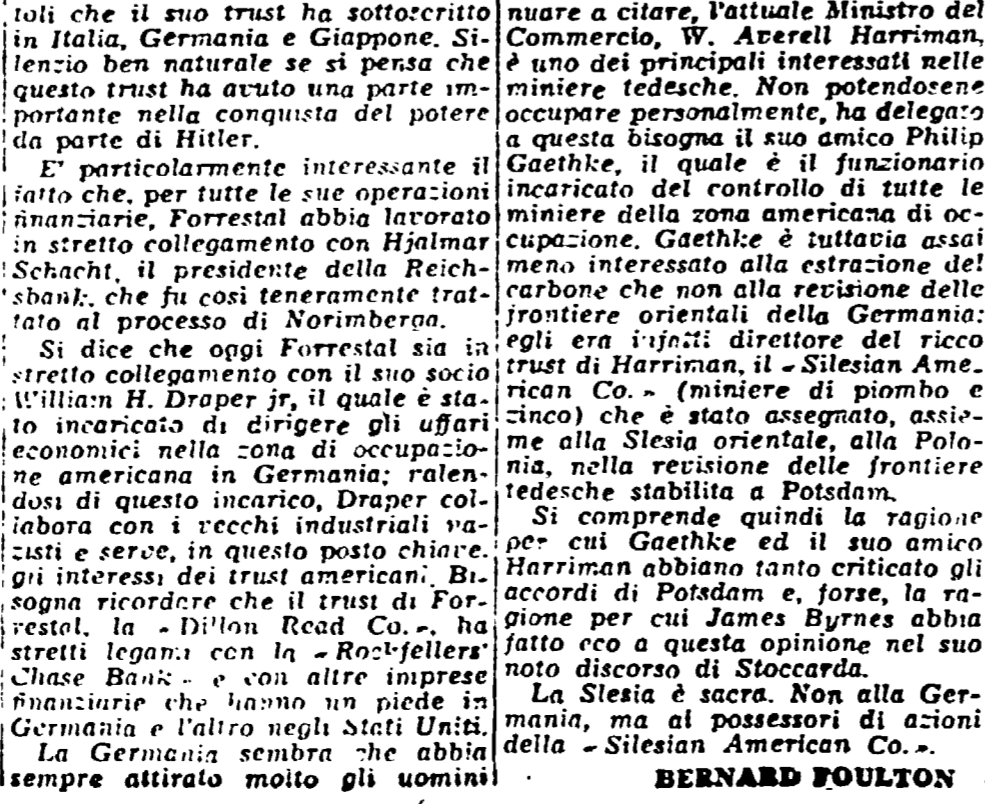 toli che il suo trust ha sottoscritto
in Italia, Germania e Giappone. Si-
lenzio ben naturale se si pensa che
questo trust ha avuto una parte im-
portante nella conquista del potere
da parte di Hitler.
E' particolarmente interessante il
fatto che, per tutte le sue operazioni
finanziarie, Forrestal abbia lavorato
in stretto collegamento con Hjalmar
Schacht, il presidente della Reich-
sbank, che fu così teneramente trat-
tato al processo di Norimberga.
Si dice che oggi Forrestal sia in
stretto collegamento con il suo socio
William H. Draper jr, il quale è sta-
to incaricato di dirigere gli affari
economici nella zona di occupazio-
ne americana in Germania; valen-
dosi di questo incarico, Draper col-
labora con i vecchi industriali na-
zisti e serve, in questo posto chiave,
gli interessi dei trust americani. Bi-
sogna ricordare che il trust di For-
restal, la « Dillon Read Co. », ha
stretti legami con la « Rockfellers'
Chase Bank » e con altre imprese
finanziarie che hanno un piede in
Germania e l'altro negli Stati Uniti.
La Germania sembra che abbia
sempre attirato molto gli uomini
nuare a citare, l'attuale Ministro del
Commercio, W. Averell Harriman,
è uno dei principali interessati nelle
miniere tedesche. Non potendosene
occupare personalmente, ha delegato
a questa bisogna il suo amico Philip
Gaethke, il quale è il funzionario
incaricato del controllo di tutte le
miniere della zona americana di oc-
cupazione. Gaethke è tuttavia assai
meno interessato alla estrazione del
carbone che non alla revisione delle
frontiere orientali della Germania:
egli era infatti direttore del ricco
trust di Harriman, il « Silesian Ame-
rican Co. » (miniere di piombo e
zinco) che è stato assegnato, assie-
me alla Slesia orientale, alla Polo-
nia, nella revisione delle frontiere
tedesche stabilita a Potsdam.
Si comprende quindi la ragione
per cui Gaethke ed il suo amico
Harriman abbiano tanto criticato gli
accordi di Potsdam e, forse, la ra-
gione per cui James Byrnes abbia
fatto eco a questa opinione nel suo
noto discorso di Stoccarda.
La Slesia è sacra. Non alla Ger-
mania, ma ai possessori di azioni
della « Silesian American Co. ».
BERNARD FOULTON